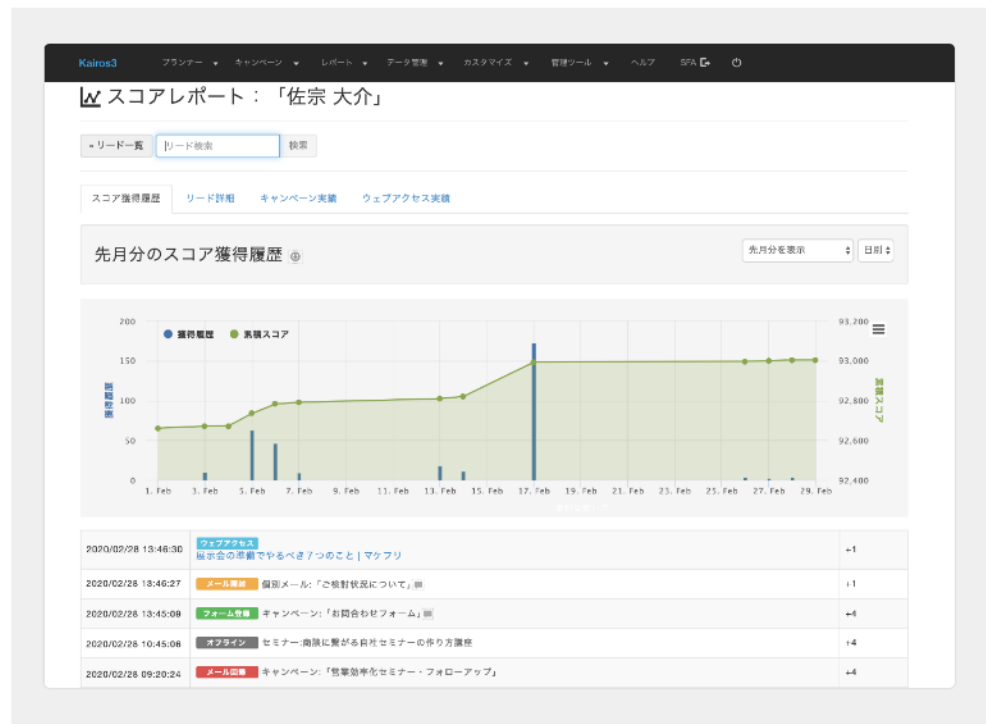 Kairos3 プランナー キャンペーン レポート データ管理 カスタマイズ 管理ツール ヘルプ SFA
スコアレポート：「佐宗 大介」
« リード一覧 リード検索 検索
スコア獲得履歴 リード詳細 キャンペーン実績 ウェブアクセス実績
先月分のスコア獲得履歴 先月分を表示 日別
200 獲得履歴 累積スコア 93,200
150 93,000
獲得履歴 累積スコア
100 92,800
50 92,600
0 92,400
1. Feb 3. Feb 5. Feb 7. Feb 9. Feb 11. Feb 13. Feb 15. Feb 17. Feb 19. Feb 21. Feb 23. Feb 25. Feb 27. Feb 29. Feb
2020/02/28 13:46:30 ウェブアクセス +1
展示会の準備でやるべき7つのこと | マケフリ
2020/02/28 13:46:27 メール開封 個別メール:「ご検討状況について」 +1
2020/02/28 13:45:09 フォーム登録 キャンペーン:「お問合わせフォーム」 +4
2020/02/28 10:45:06 オフライン セミナー:商談に繋がる自社セミナーの作り方講座 +4
2020/02/28 09:20:24 メール回帰 キャンペーン:「営業効率化セミナー・フォローアップ」 +4